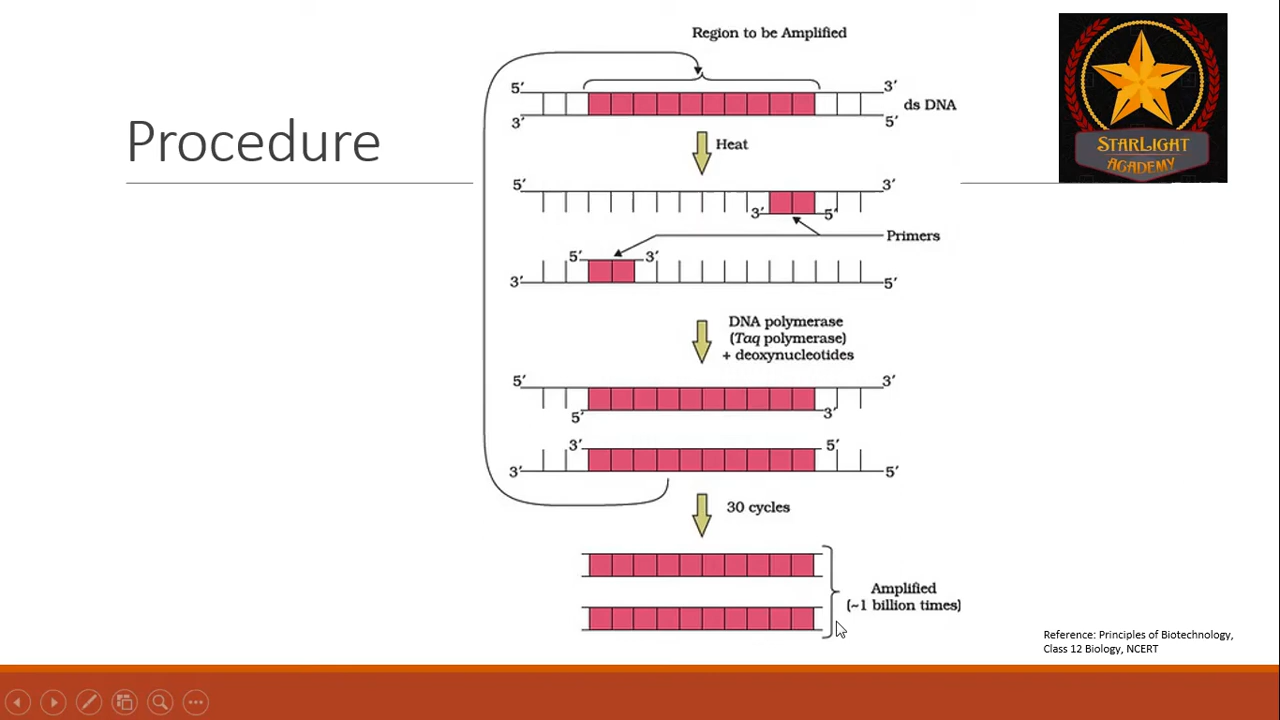 Region to be Amplified
5′
3′
3′
5′
ds DNA
Procedure
STARLIGHT
ACADEMY
Heat
5′
3′
3′
5′
Primers
5′
3′
3′
5′
DNA polymerase
(Taq polymerase)
+ deoxynucleotides
5′
3′
5′
3′
3′
5′
3′
5′
30 cycles
Amplified
(~1 billion times)
Reference: Principles of Biotechnology,
Class 12 Biology, NCERT